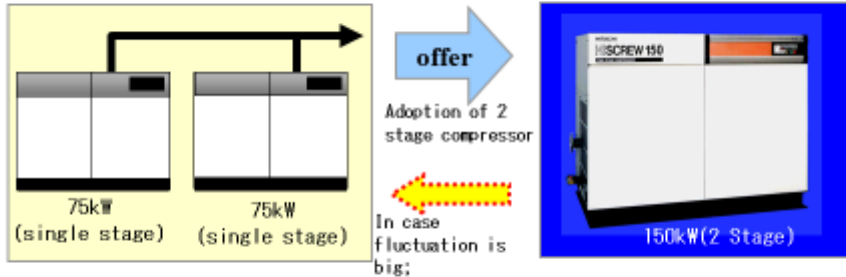 75kW
(single stage)
75kW
(single stage)
offer
Adoption of 2
stage compressor
In case
fluctuation is
big;
HITACHI
HISCREW 150
150kW(2 Stage)